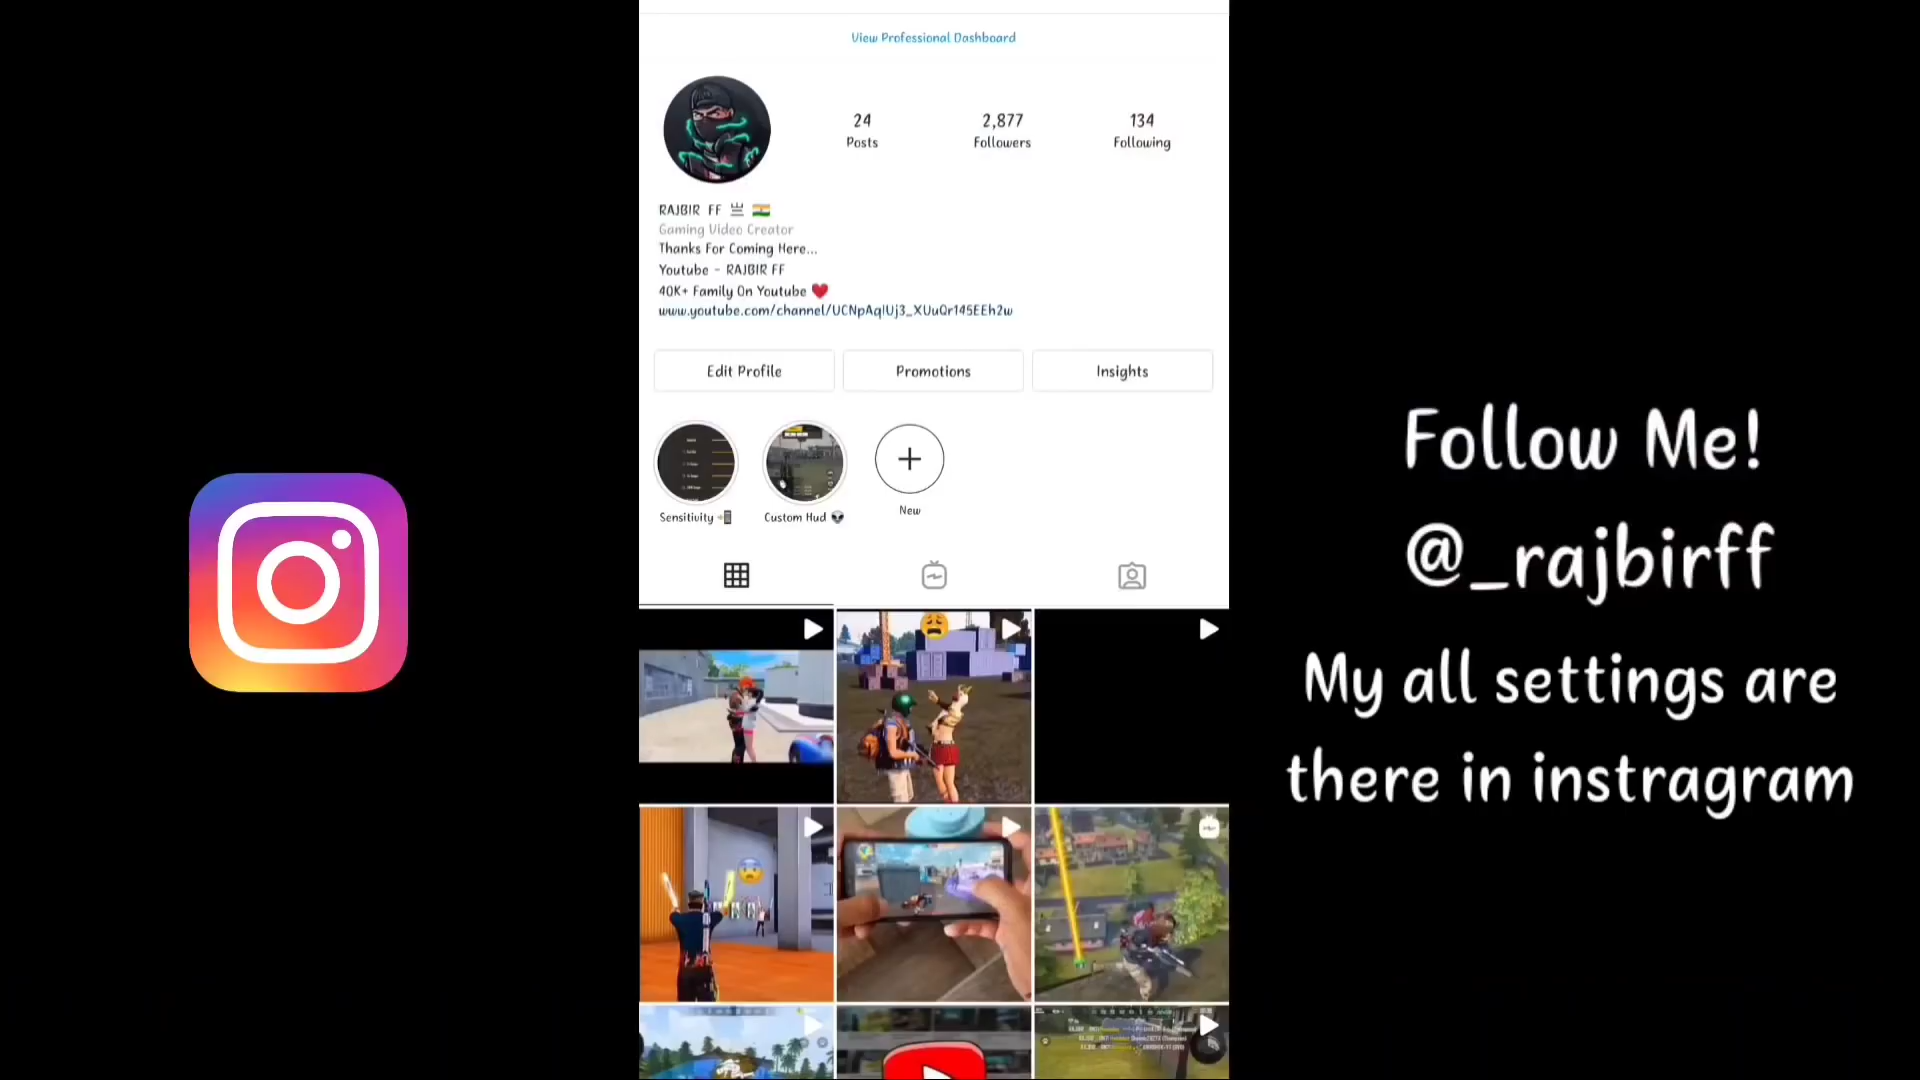 View Professional Dashboard
24
Posts
2,877
Followers
134
Following
RAJBIR FF 亗 🇮🇳
Gaming Video Creator
Thanks For Coming Here...
Youtube - RAJBIR FF
40K+ Family On Youtube ❤️
www.youtube.com/channel/UCNpAqIUj3_XUuQr145EEh2w
Edit Profile
Promotions
Insights
Sensitivity 📲
Custom Hud 👽
New
Follow Me!
@_rajbirff
My all settings are
there in instragram